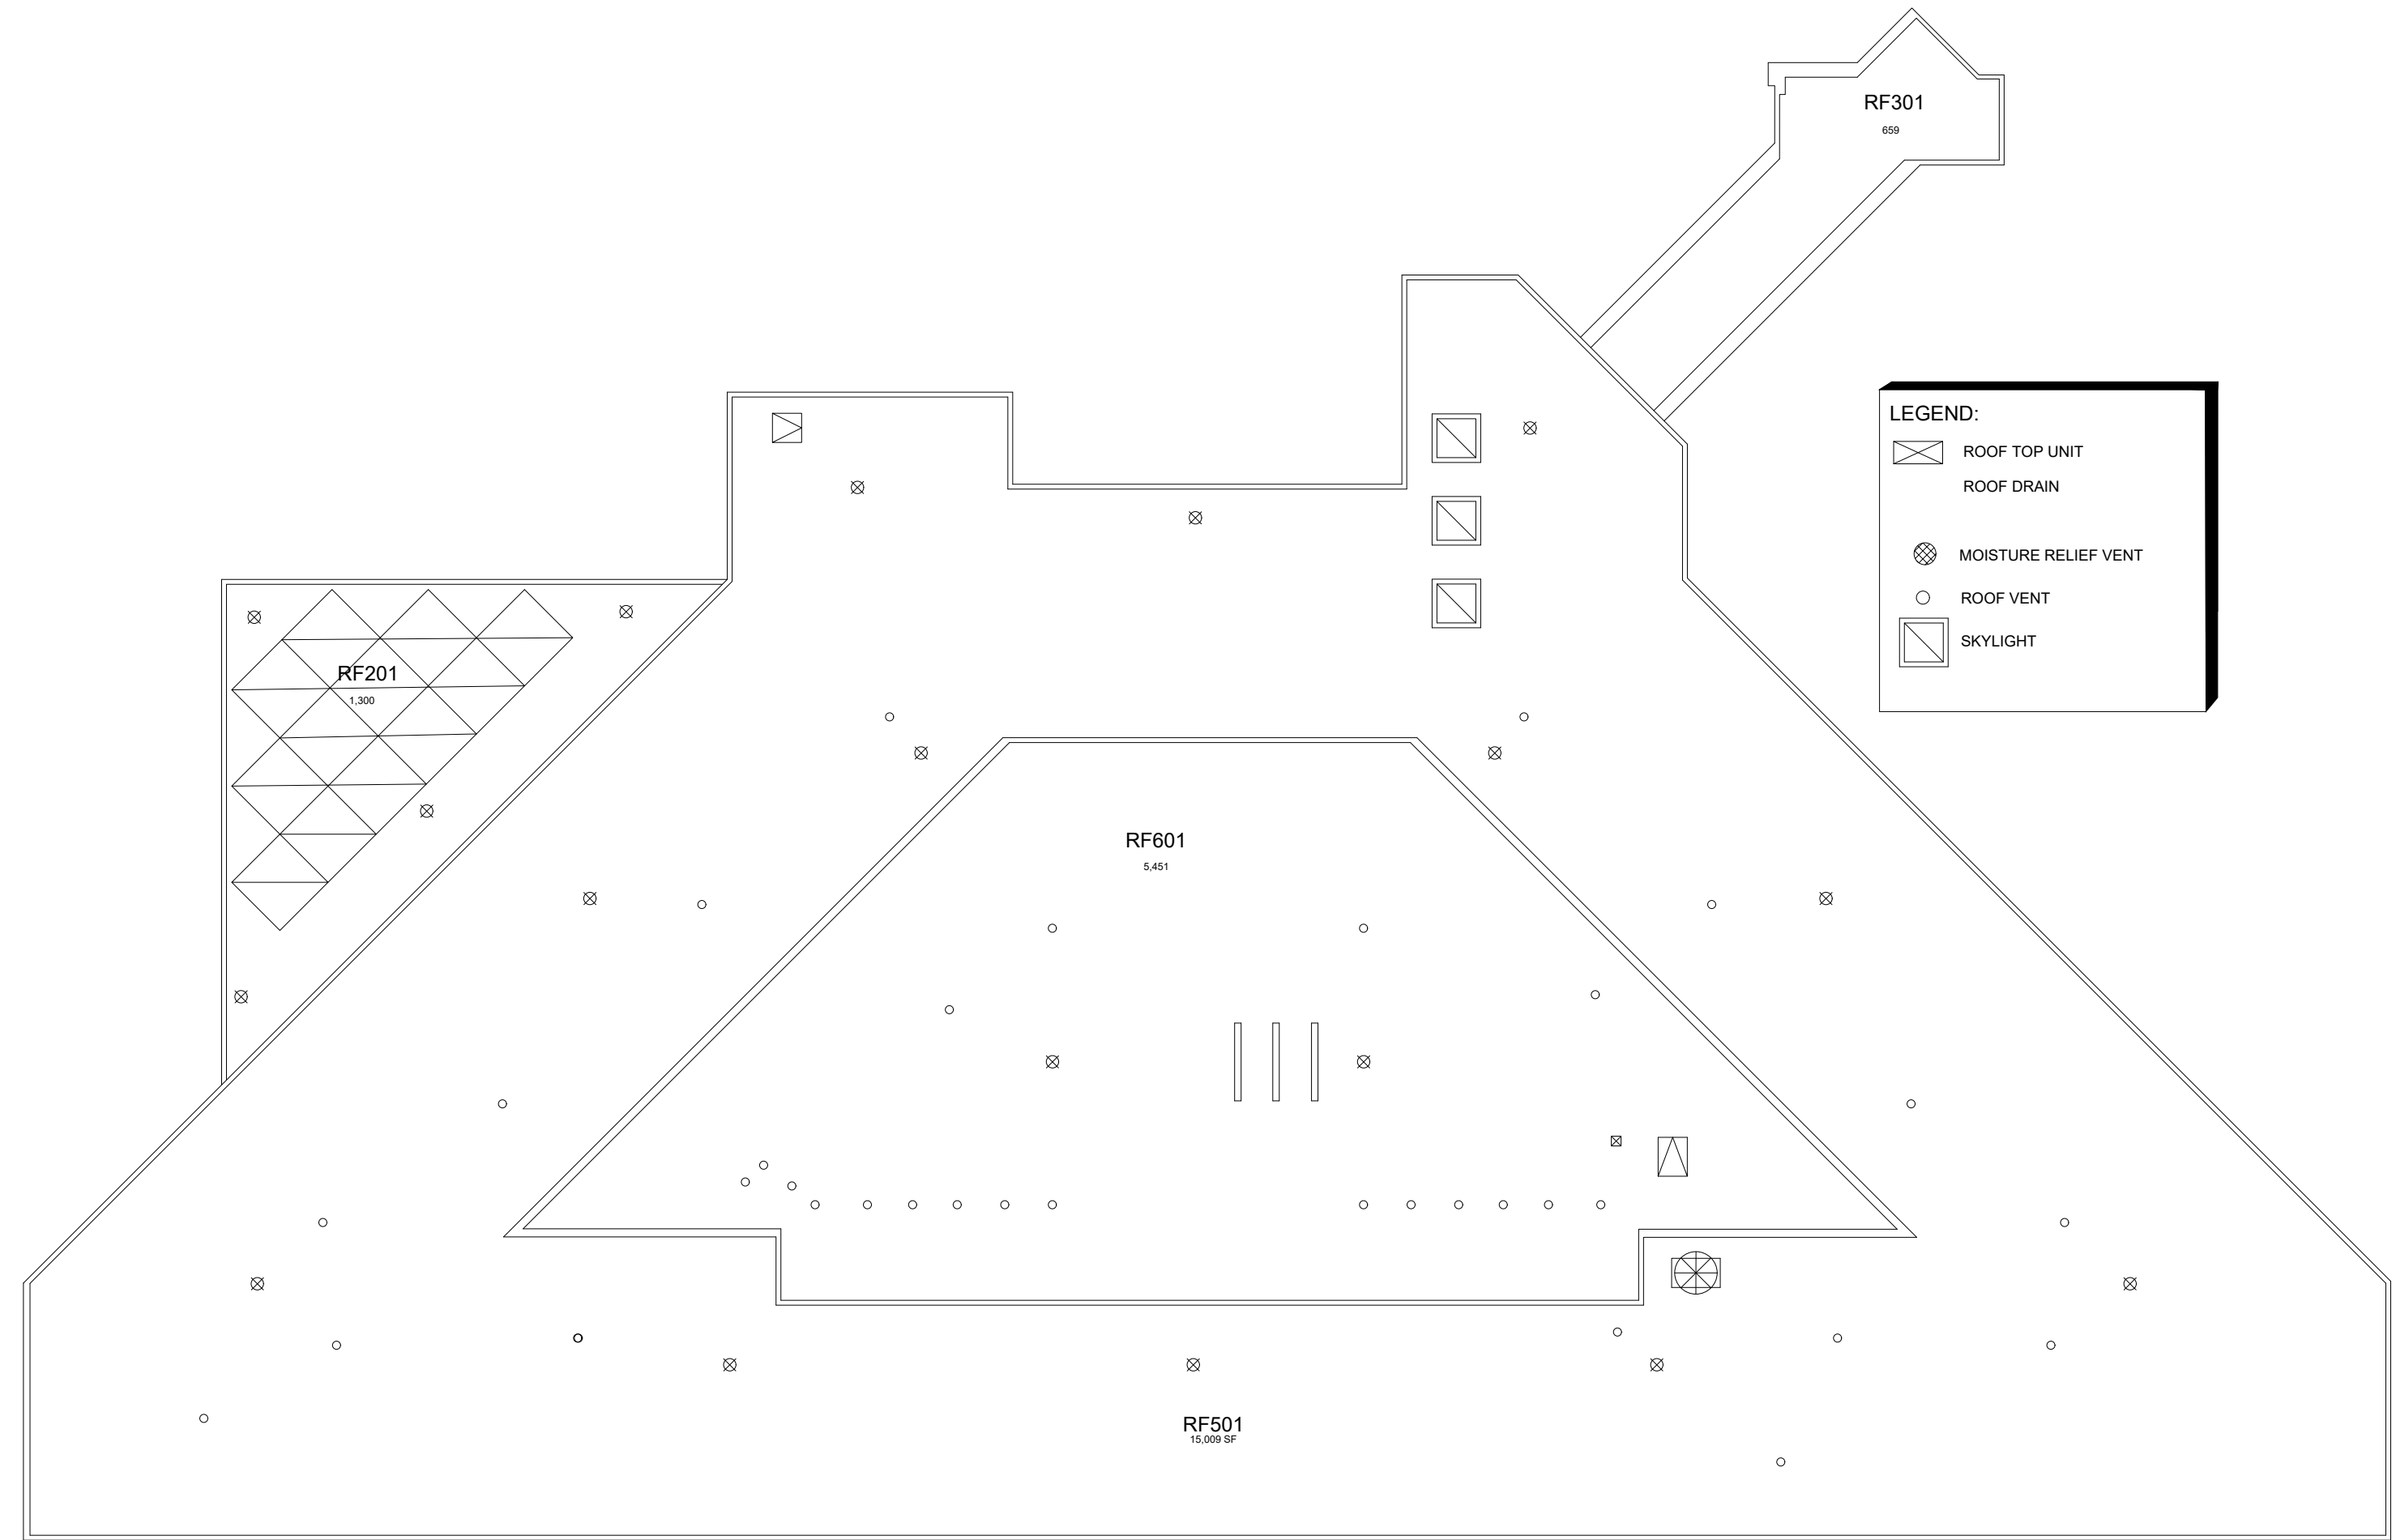 RF301
659
LEGEND:
ROOF TOP UNIT
ROOF DRAIN
MOISTURE RELIEF VENT
ROOF VENT
SKYLIGHT
RF201
1,300
RF601
5,451
RF501
15,009 SF